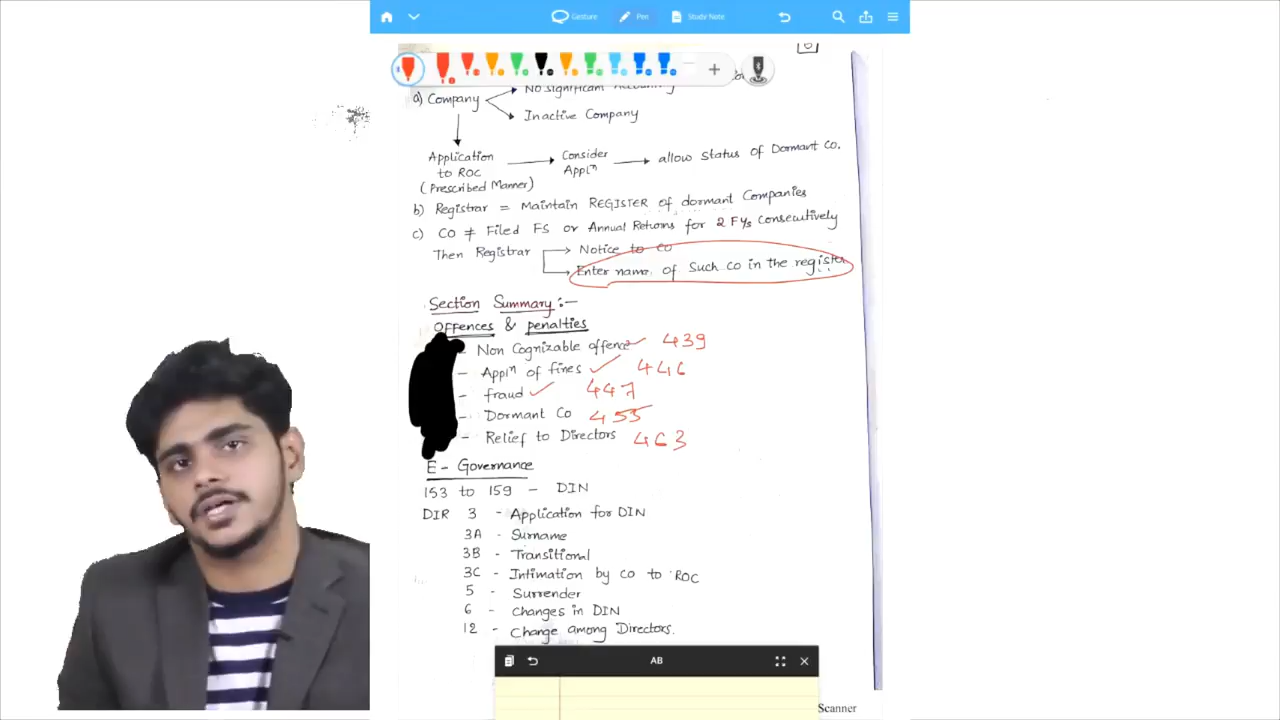 Gesture Pen Study Note
a) Company
No significant
Inactive Company
Application to ROC (Prescribed Manner)
Consider Applⁿ
allow Status of Dormant Co.
b) Registrar = Maintain REGISTER of dormant Companies
c) CO ≠ Filed FS or Annual Returns for 2 FYs Consecutively
Then Registrar
Notice to CO
Enter name of Such Co in the register
Section Summary :-
Offences & penalties
- Non Cognizable offence 439
- Applⁿ of fines 446
- fraud 447
- Dormant Co 455
- Relief to Directors 463
E - Governance
153 to 159 - DIN
DIR 3 - Application for DIN
3A - Surname
3B - Transitional
3C - Intimation by CO to ROC
5 - Surrender
6 - changes in DIN
12 - Change among Directors.
AB
Scanner